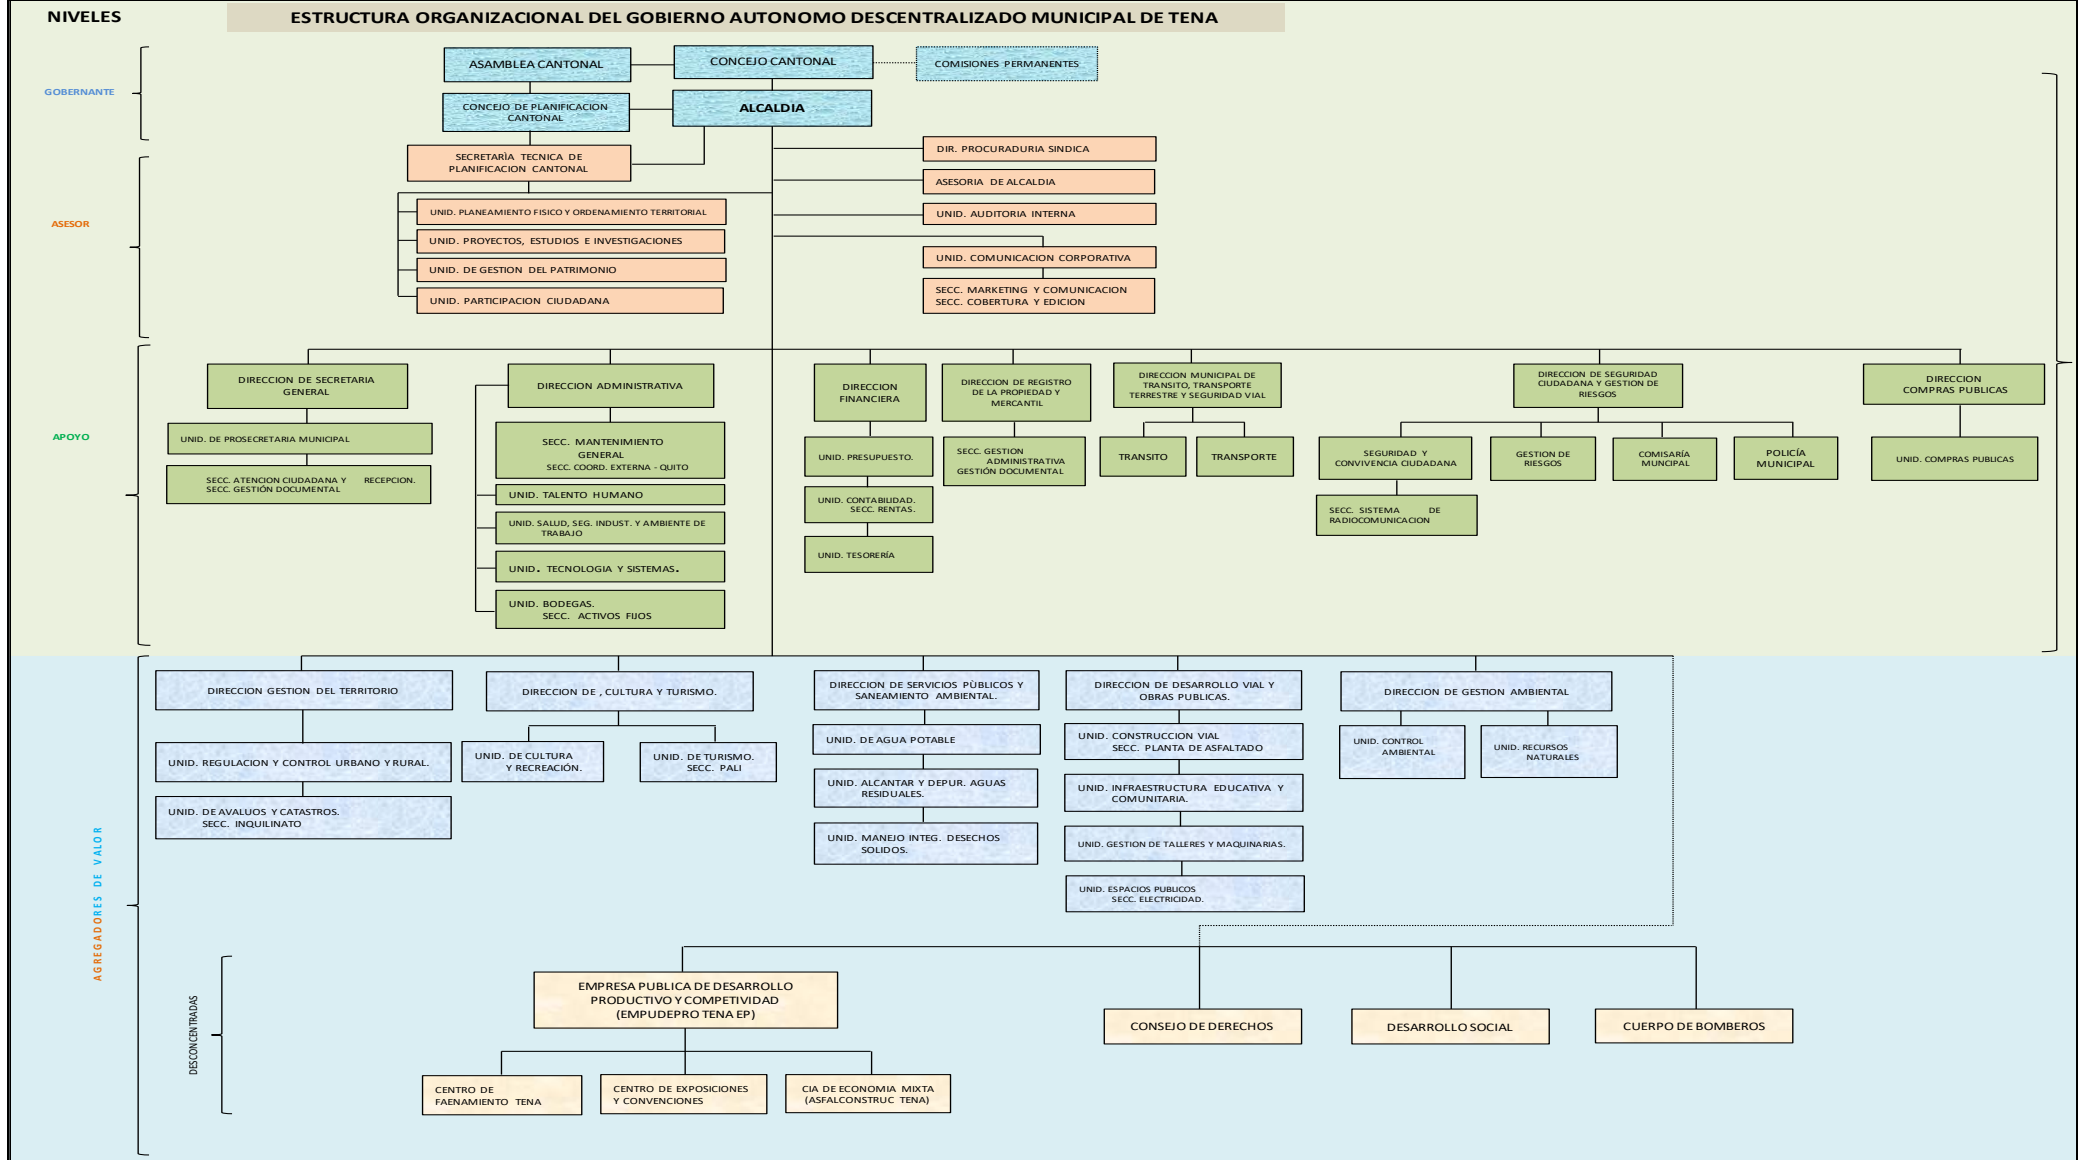 NIVELES
ESTRUCTURA ORGANIZACIONAL DEL GOBIERNO AUTONOMO DESCENTRALIZADO MUNICIPAL DE TENA
GOBERNANTE
ASAMBLEA CANTONAL
CONCEJO CANTONAL
COMISIONES PERMANENTES
CONCEJO DE PLANIFICACION
CANTONAL
ALCALDIA
ASESOR
SECRETARÌA TECNICA DE
PLANIFICACION CANTONAL
UNID. PLANEAMIENTO FISICO Y ORDENAMIENTO TERRITORIAL
UNID. PROYECTOS, ESTUDIOS E INVESTIGACIONES
UNID. DE GESTION DEL PATRIMONIO
UNID. PARTICIPACION CIUDADANA
DIR. PROCURADURIA SINDICA
ASESORIA DE ALCALDIA
UNID. AUDITORIA INTERNA
UNID. COMUNICACION CORPORATIVA
SECC. MARKETING Y COMUNICACION
SECC. COBERTURA Y EDICION
APOYO
DIRECCION DE SECRETARIA
GENERAL
UNID. DE PROSECRETARIA MUNICIPAL
SECC. ATENCION CIUDADANA Y RECEPCION.
SECC. GESTIÓN DOCUMENTAL
DIRECCION ADMINISTRATIVA
SECC. MANTENIMIENTO
GENERAL
SECC. COORD. EXTERNA - QUITO
UNID. TALENTO HUMANO
UNID. SALUD, SEG. INDUST. Y AMBIENTE DE
TRABAJO
UNID. TECNOLOGIA Y SISTEMAS.
UNID. BODEGAS.
SECC. ACTIVOS FIJOS
DIRECCION
FINANCIERA
UNID. PRESUPUESTO.
UNID. CONTABILIDAD.
SECC. RENTAS.
UNID. TESORERÍA
DIRECCION DE REGISTRO
DE LA PROPIEDAD Y
MERCANTIL
SECC. GESTION
ADMINISTRATIVA
GESTIÓN DOCUMENTAL
DIRECCION MUNICIPAL DE
TRANSITO, TRANSPORTE
TERRESTRE Y SEGURIDAD VIAL
TRANSITO
TRANSPORTE
DIRECCION DE SEGURIDAD
CIUDADANA Y GESTION DE
RIESGOS
SEGURIDAD Y
CONVIVENCIA CIUDADANA
SECC. SISTEMA DE
RADIOCOMUNICACION
GESTION DE
RIESGOS
COMISARÍA
MUNCIPAL
POLICÍA
MUNICIPAL
DIRECCION
COMPRAS PUBLICAS
UNID. COMPRAS PUBLICAS
AGREGADORES DE VALOR
DIRECCION GESTION DEL TERRITORIO
UNID. REGULACION Y CONTROL URBANO Y RURAL.
UNID. DE AVALUOS Y CATASTROS.
SECC. INQUILINATO
DIRECCION DE , CULTURA Y TURISMO.
UNID. DE CULTURA
Y RECREACIÓN.
UNID. DE TURISMO.
SECC. PALI
DIRECCION DE SERVICIOS PÙBLICOS Y
SANEAMIENTO AMBIENTAL.
UNID. DE AGUA POTABLE
UNID. ALCANTAR Y DEPUR. AGUAS
RESIDUALES.
UNID. MANEJO INTEG. DESECHOS
SOLIDOS.
DIRECCION DE DESARROLLO VIAL Y
OBRAS PUBLICAS.
UNID. CONSTRUCCION VIAL
SECC. PLANTA DE ASFALTADO
UNID. INFRAESTRUCTURA EDUCATIVA Y
COMUNITARIA.
UNID. GESTION DE TALLERES Y MAQUINARIAS.
UNID. ESPACIOS PUBLICOS
SECC. ELECTRICIDAD.
DIRECCION DE GESTION AMBIENTAL
UNID. CONTROL
AMBIENTAL
UNID. RECURSOS
NATURALES
DESCONCENTRADAS
EMPRESA PUBLICA DE DESARROLLO
PRODUCTIVO Y COMPETIVIDAD
(EMPUDEPRO TENA EP)
CENTRO DE
FAENAMIENTO TENA
CENTRO DE EXPOSICIONES
Y CONVENCIONES
CIA DE ECONOMIA MIXTA
(ASFALCONSTRUC TENA)
CONSEJO DE DERECHOS
DESARROLLO SOCIAL
CUERPO DE BOMBEROS